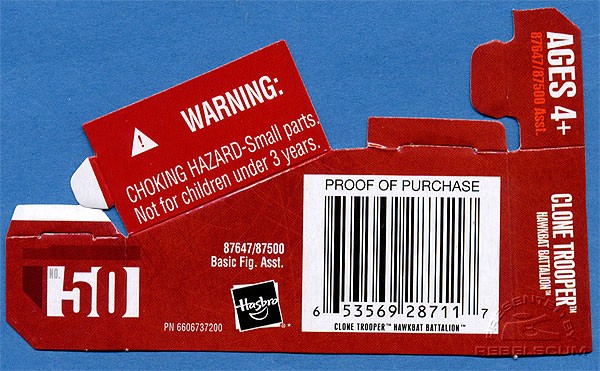 WARNING:
CHOKING HAZARD-Small parts.
Not for children under 3 years.
AGES 4+
87647/87500 Asst.
CLONE TROOPER™
HAWKBAT BATTALION™
NO.
50
87647/87500
Basic Fig. Asst.
Hasbro
®*
PN 6606737200
PROOF OF PURCHASE
6 53569 28711 7
CLONE TROOPER™ HAWKBAT BATTALION™
PRESENTED BY
REBELSCUM